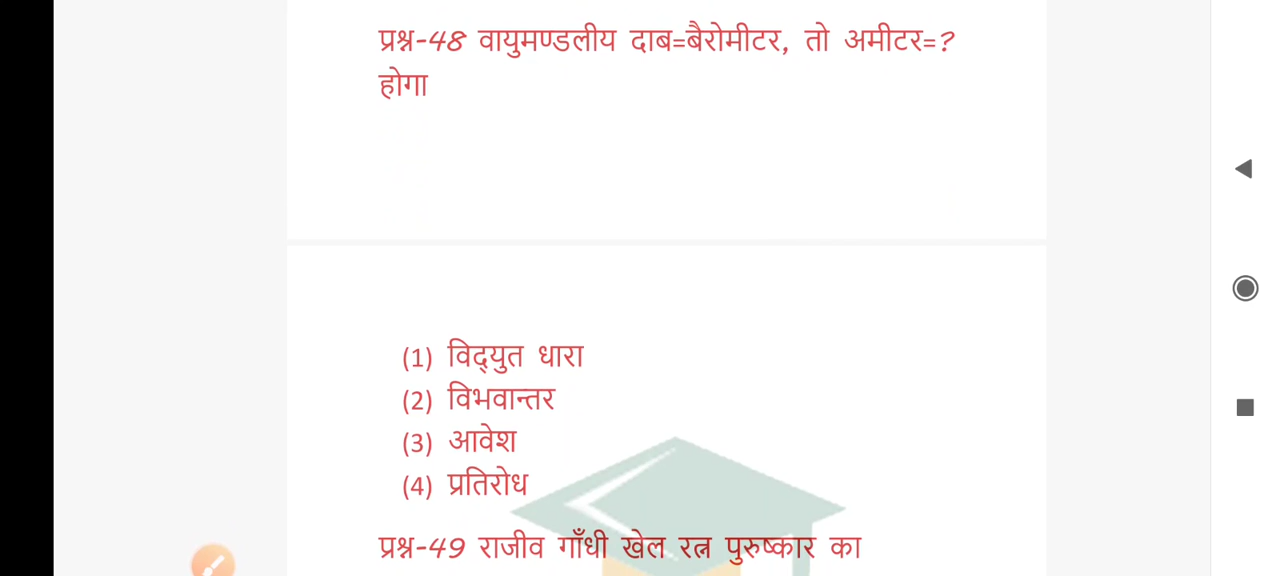 प्रश्न-48 वायुमण्डलीय दाब=बैरोमीटर, तो अमीटर=?
होगा
(1) विद्युत धारा
(2) विभवान्तर
(3) आवेश
(4) प्रतिरोध
प्रश्न-49 राजीव गाँधी खेल रत्न पुरुष्कार का